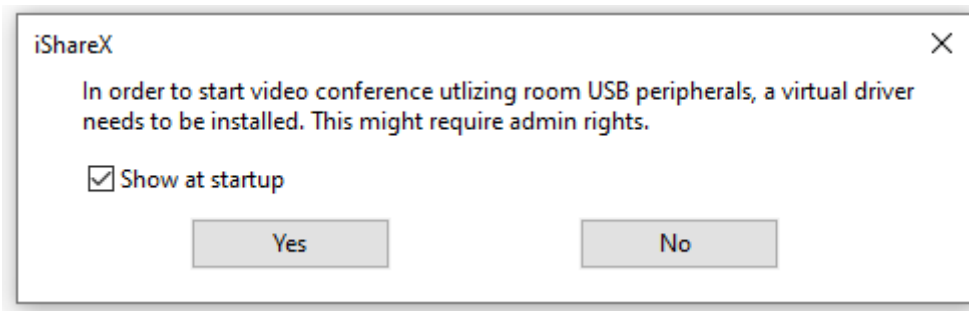 iShareX
In order to start video conference utlizing room USB peripherals, a virtual driver
needs to be installed. This might require admin rights.
Show at startup
Yes
No